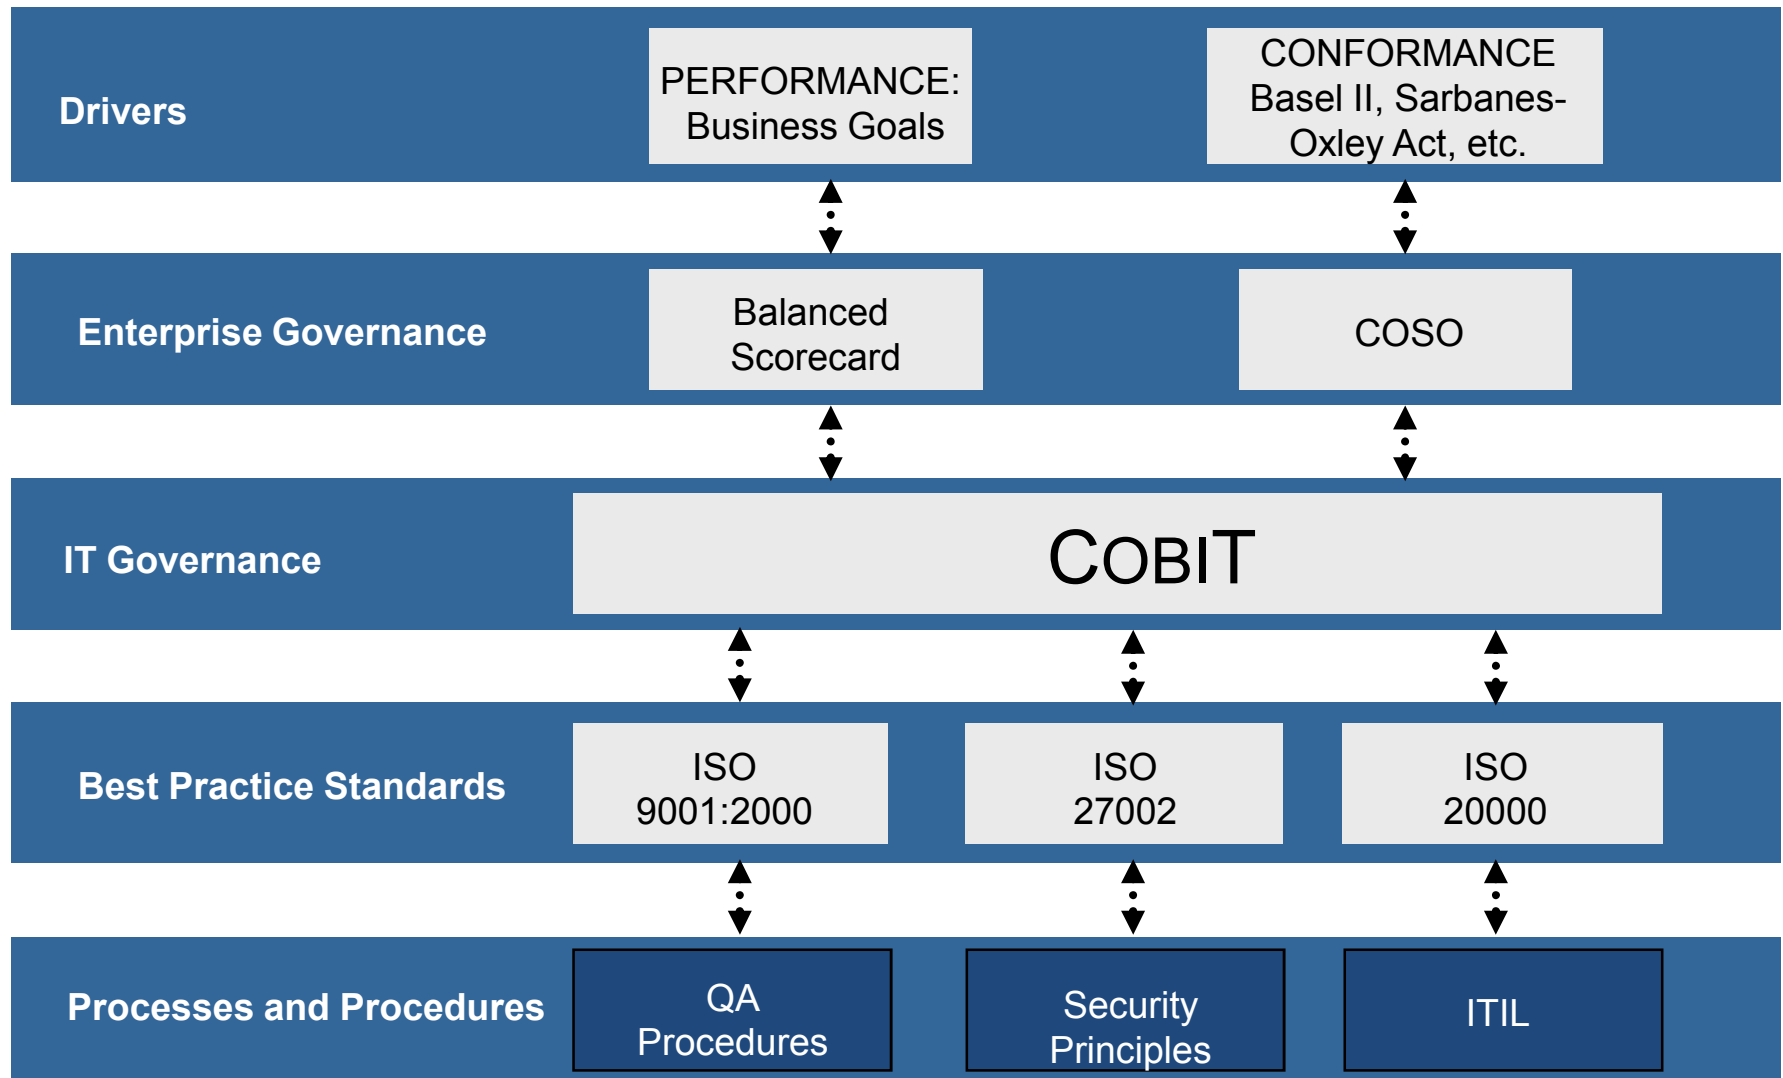 Drivers
PERFORMANCE:
Business Goals
CONFORMANCE
Basel II, Sarbanes-
Oxley Act, etc.
Enterprise Governance
Balanced
Scorecard
COSO
IT Governance
COBIT
Best Practice Standards
ISO
9001:2000
ISO
27002
ISO
20000
Processes and Procedures
QA
Procedures
Security
Principles
ITIL